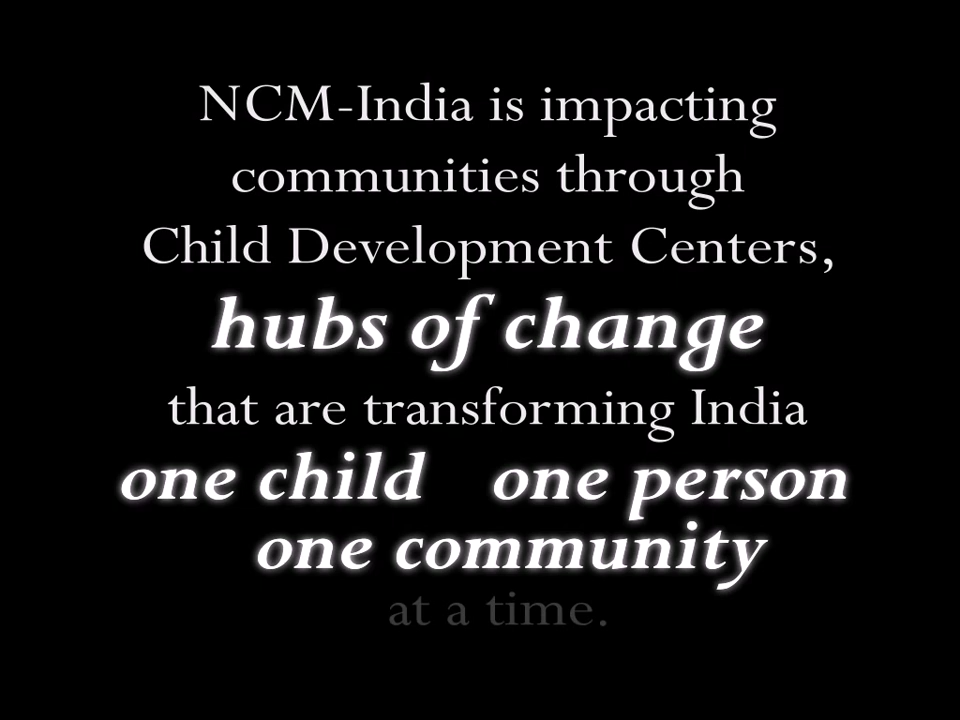 NCM-India is impacting
communities through
Child Development Centers,
hubs of change
that are transforming India
one child one person
one community
at a time.